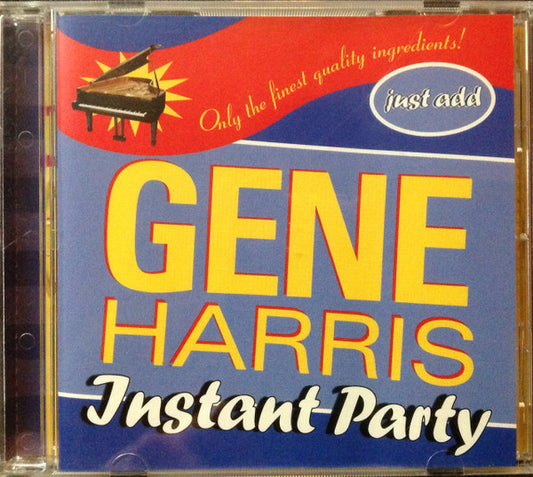 Only the finest quality ingredients!
just add
GENE
HARRIS
Instant Party